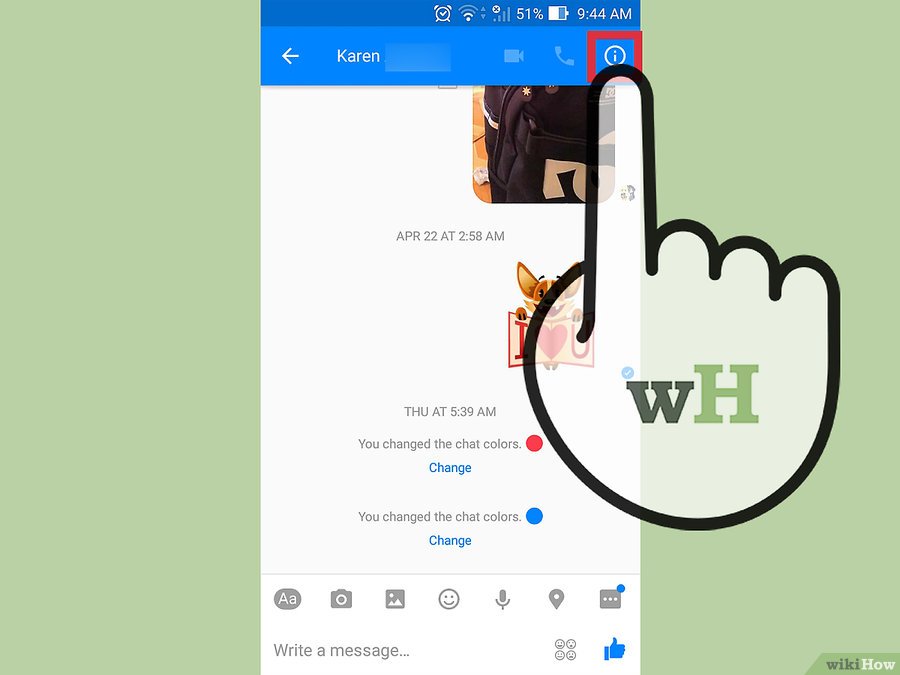 51% 9:44 AM
Karen
APR 22 AT 2:58 AM
I U
THU AT 5:39 AM
You changed the chat colors.
Change
You changed the chat colors.
Change
wH
Aa
Write a message...
wikiHow